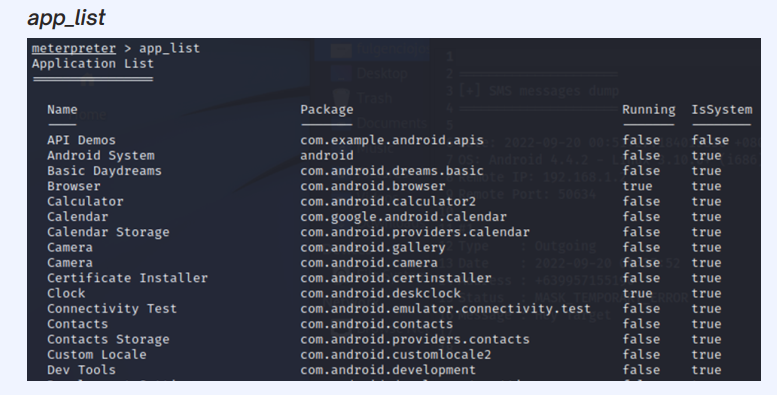 app_list
meterpreter > app_list
Application List
Name Package Running IsSystem
API Demos com.example.android.apis false false
Android System android false true
Basic Daydreams com.android.dreams.basic false true
Browser com.android.browser true true
Calculator com.android.calculator2 false true
Calendar com.google.android.calendar false true
Calendar Storage com.android.providers.calendar false true
Camera com.android.gallery false true
Camera com.android.camera false true
Certificate Installer com.android.certinstaller false true
Clock com.android.deskclock true true
Connectivity Test com.android.emulator.connectivity.test false true
Contacts com.android.contacts false true
Contacts Storage com.android.providers.contacts false true
Custom Locale com.android.customlocale2 false true
Dev Tools com.android.development false true